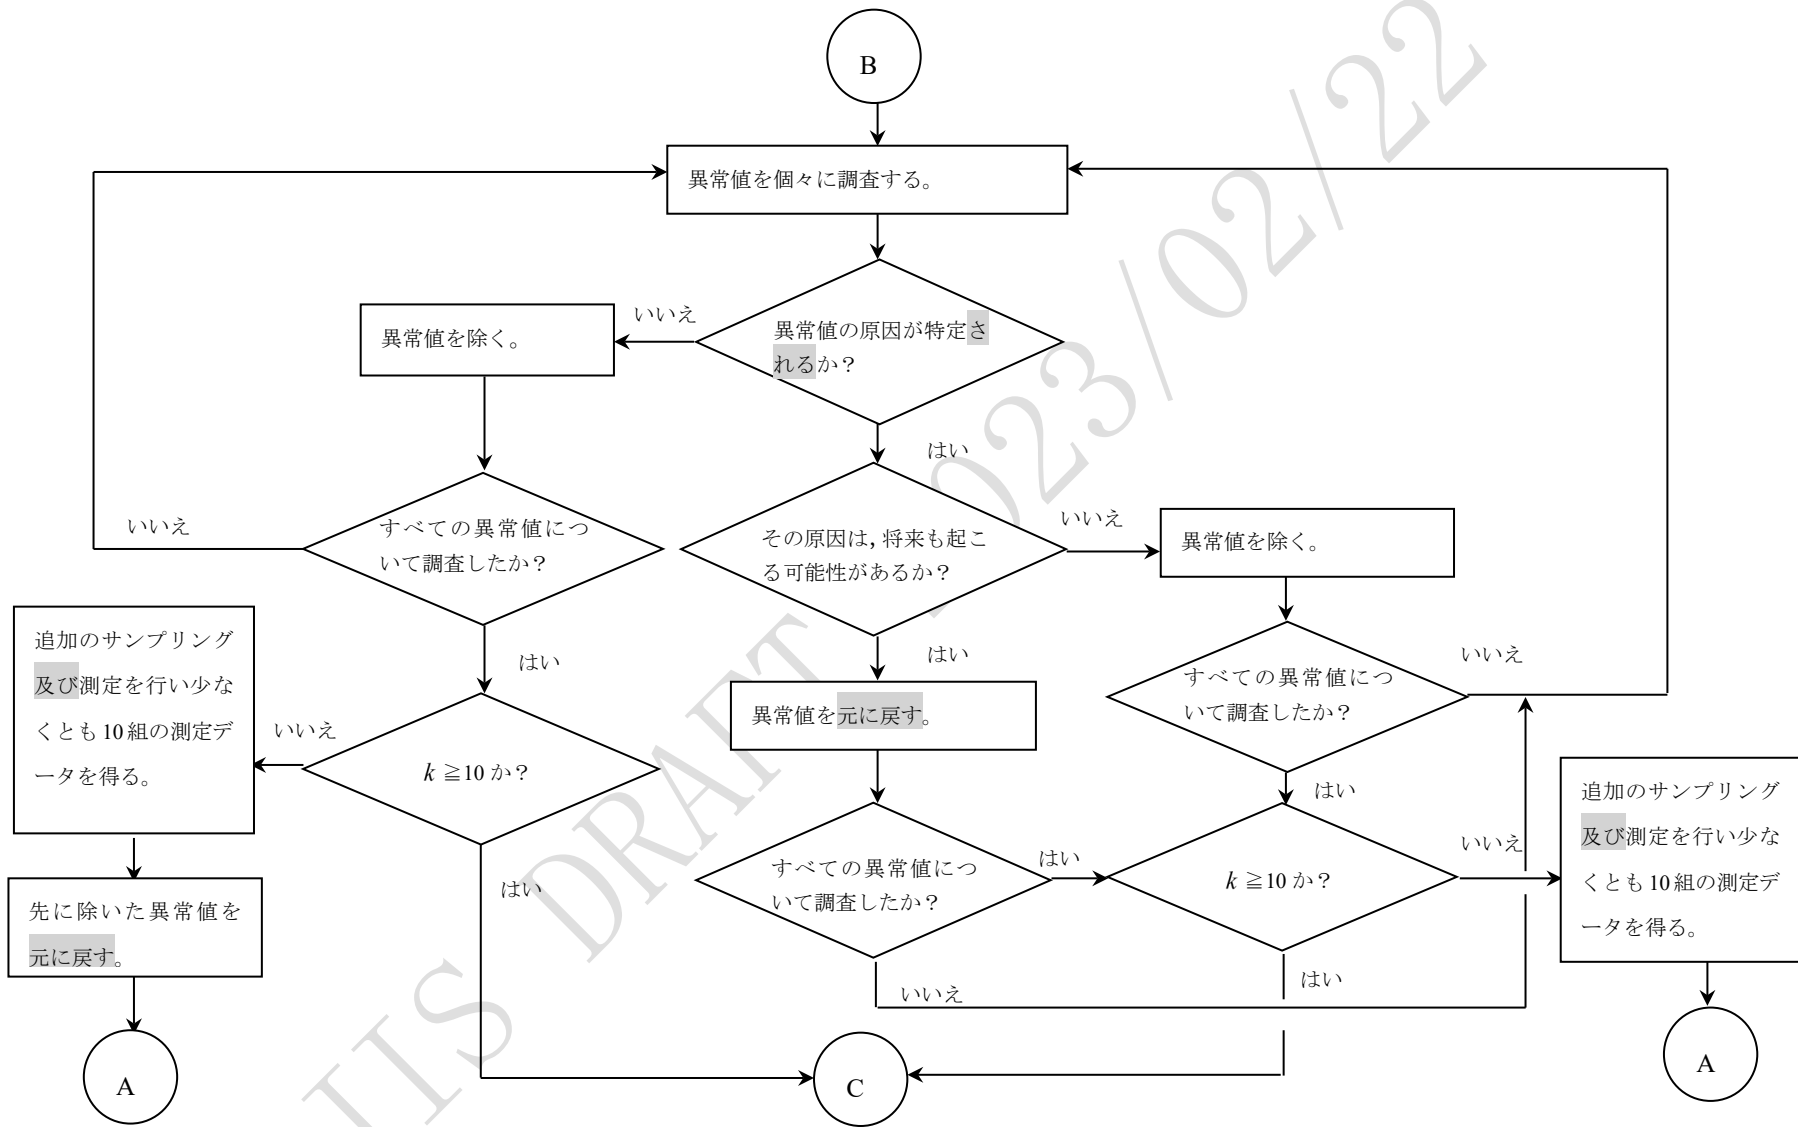 B
異常値を個々に調査する。
いいえ
異常値を除く。
異常値の原因が特定さ
れるか？
はい
いいえ
すべての異常値につ
いて調査したか？
その原因は，将来も起こ
る可能性があるか？
いいえ
異常値を除く。
追加のサンプリング
及び測定を行い少な
くとも 10 組の測定デ
ータを得る。
はい
はい
いいえ
すべての異常値につ
いて調査したか？
異常値を元に戻す。
いいえ
k ≧10 か？
はい
追加のサンプリング
及び測定を行い少な
くとも 10 組の測定デ
ータを得る。
いいえ
はい
すべての異常値につ
いて調査したか？
k ≧10 か？
はい
先に除いた異常値を
元に戻す。
いいえ
はい
A
C
A
JIS DRAFT 2023/02/22